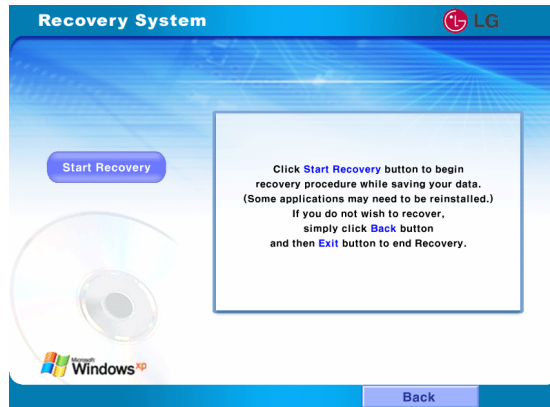 Recovery System
LG
Start Recovery
Click Start Recovery button to begin
recovery procedure while saving your data.
(Some applications may need to be reinstalled.)
If you do not wish to recover,
simply click Back button
and then Exit button to end Recovery.
Microsoft
Windows xp
Back